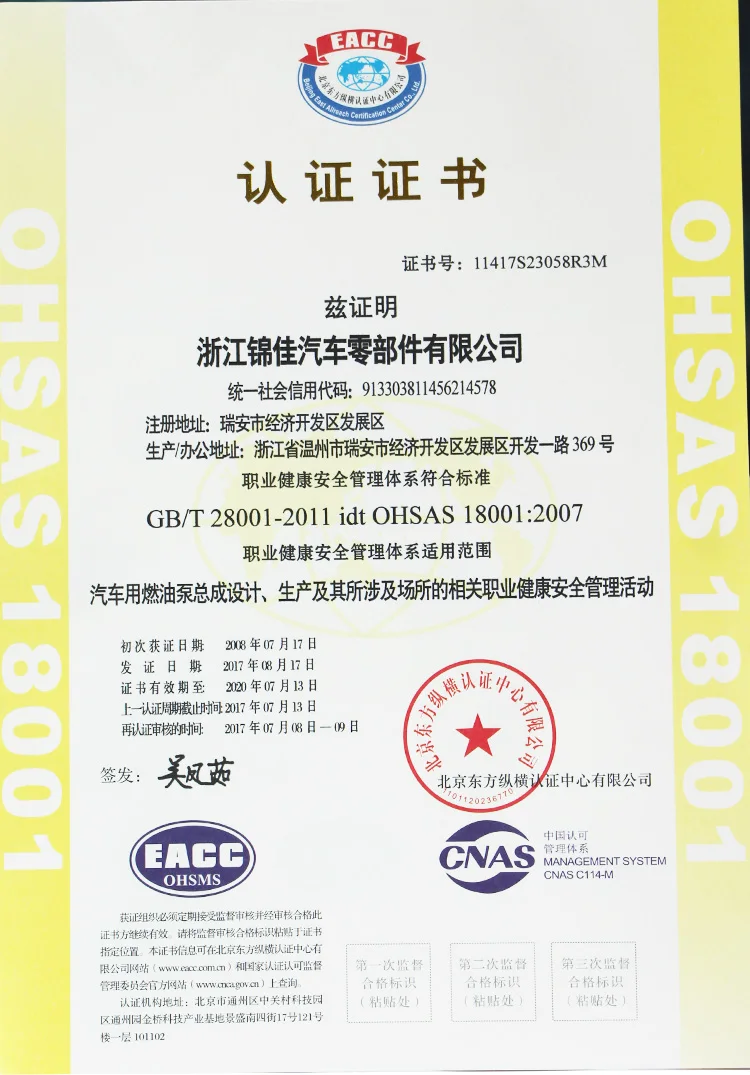 EACC
北京东方纵横认证中心有限公司
Beijing East Allreach Certification Center Co., Ltd.
认证证书
证书号：11417S23058R3M
兹证明
浙江锦佳汽车零部件有限公司
统一社会信用代码：913303811456214578
注册地址：瑞安市经济开发区发展区
生产/办公地址：浙江省温州市瑞安市经济开发区发展区开发一路369号
职业健康安全管理体系符合标准
GB/T 28001-2011 idt OHSAS 18001:2007
职业健康安全管理体系适用范围
汽车用燃油泵总成设计、生产及其所涉及场所的相关职业健康安全管理活动
初次获证日期：2008年07月17日
发证日期：2017年08月17日
证书有效期至：2020年07月13日
上一认证周期截止时间：2017年07月13日
再认证审核的时间：2017年07月08日—09日
签发：吴凤茹
北京东方纵横认证中心有限公司
1101120236770
北京东方纵横认证中心有限公司
EACC
OHSMS
CNAS
中国认可
管理体系
MANAGEMENT SYSTEM
CNAS C114-M
获证组织必须定期接受监督审核并经审核合格此
证书方继续有效。请将监督审核合格标识粘贴于证书
指定位置。本证书信息可在北京东方纵横认证中心有
限公司网站（www.eacc.com.cn）和国家认证认可监督
管理委员会官方网站（www.cnca.gov.cn）上查询。
认证机构地址：北京市通州区中关村科技园
区通州园金桥科技产业基地景盛南四街17号121号
楼一层 101102
第一次监督
合格标识
（粘贴处）
第二次监督
合格标识
（粘贴处）
第三次监督
合格标识
（粘贴处）
OHSAS 18001
OHSAS 18001